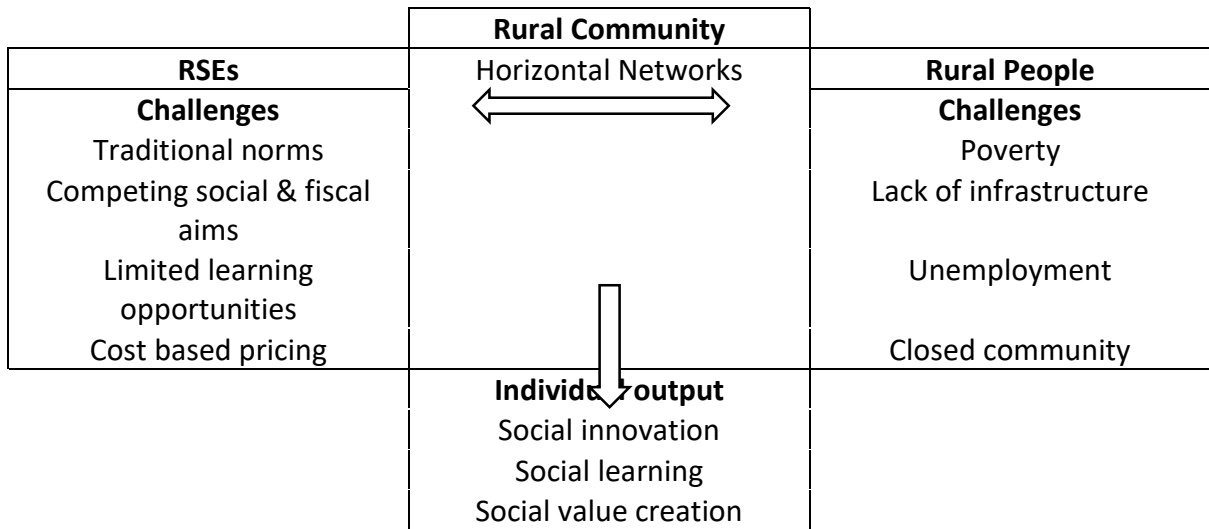 Rural Community
RSEs
Horizontal Networks
Rural People
Challenges
Challenges
Traditional norms
Poverty
Competing social & fiscal
aims
Lack of infrastructure
Limited learning
opportunities
Unemployment
Cost based pricing
Closed community
Individual output
Social innovation
Social learning
Social value creation